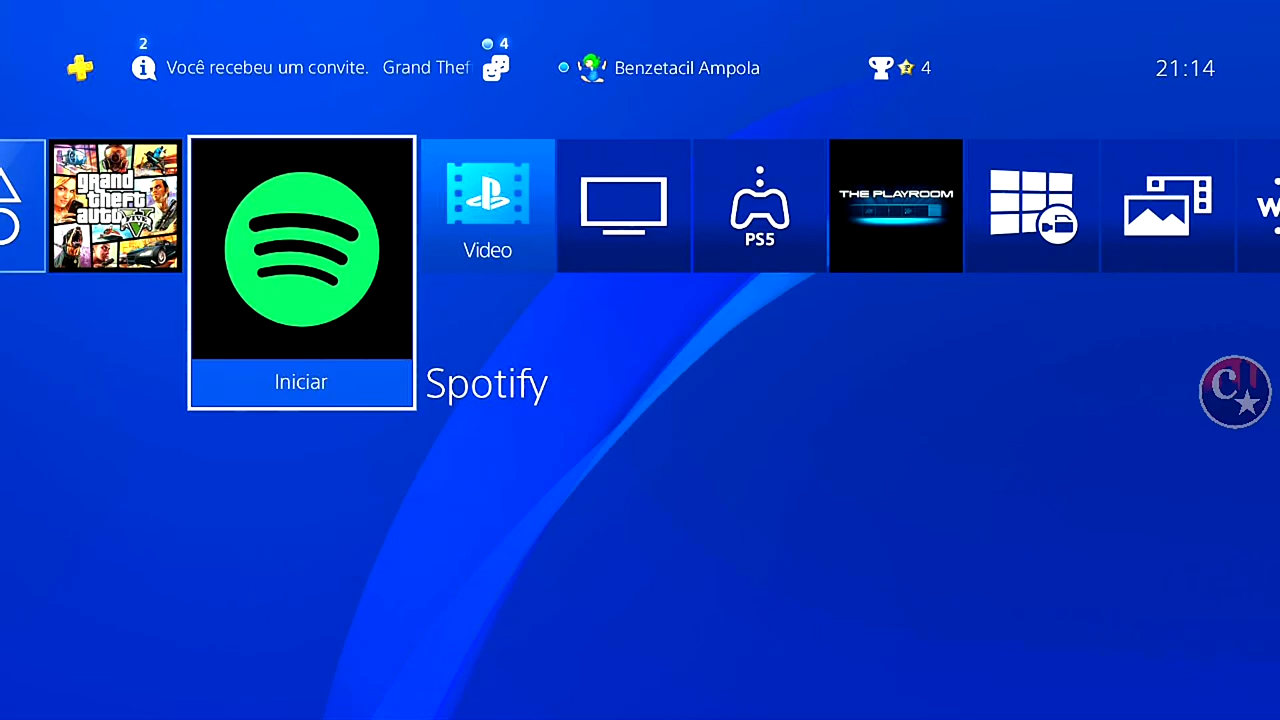 2
Você recebeu um convite. Grand Thef
4
Benzetacil Ampola
4
21:14
grand
theft
auto
V
Video
PS5
THE PLAYROOM
W
Iniciar
Spotify
C